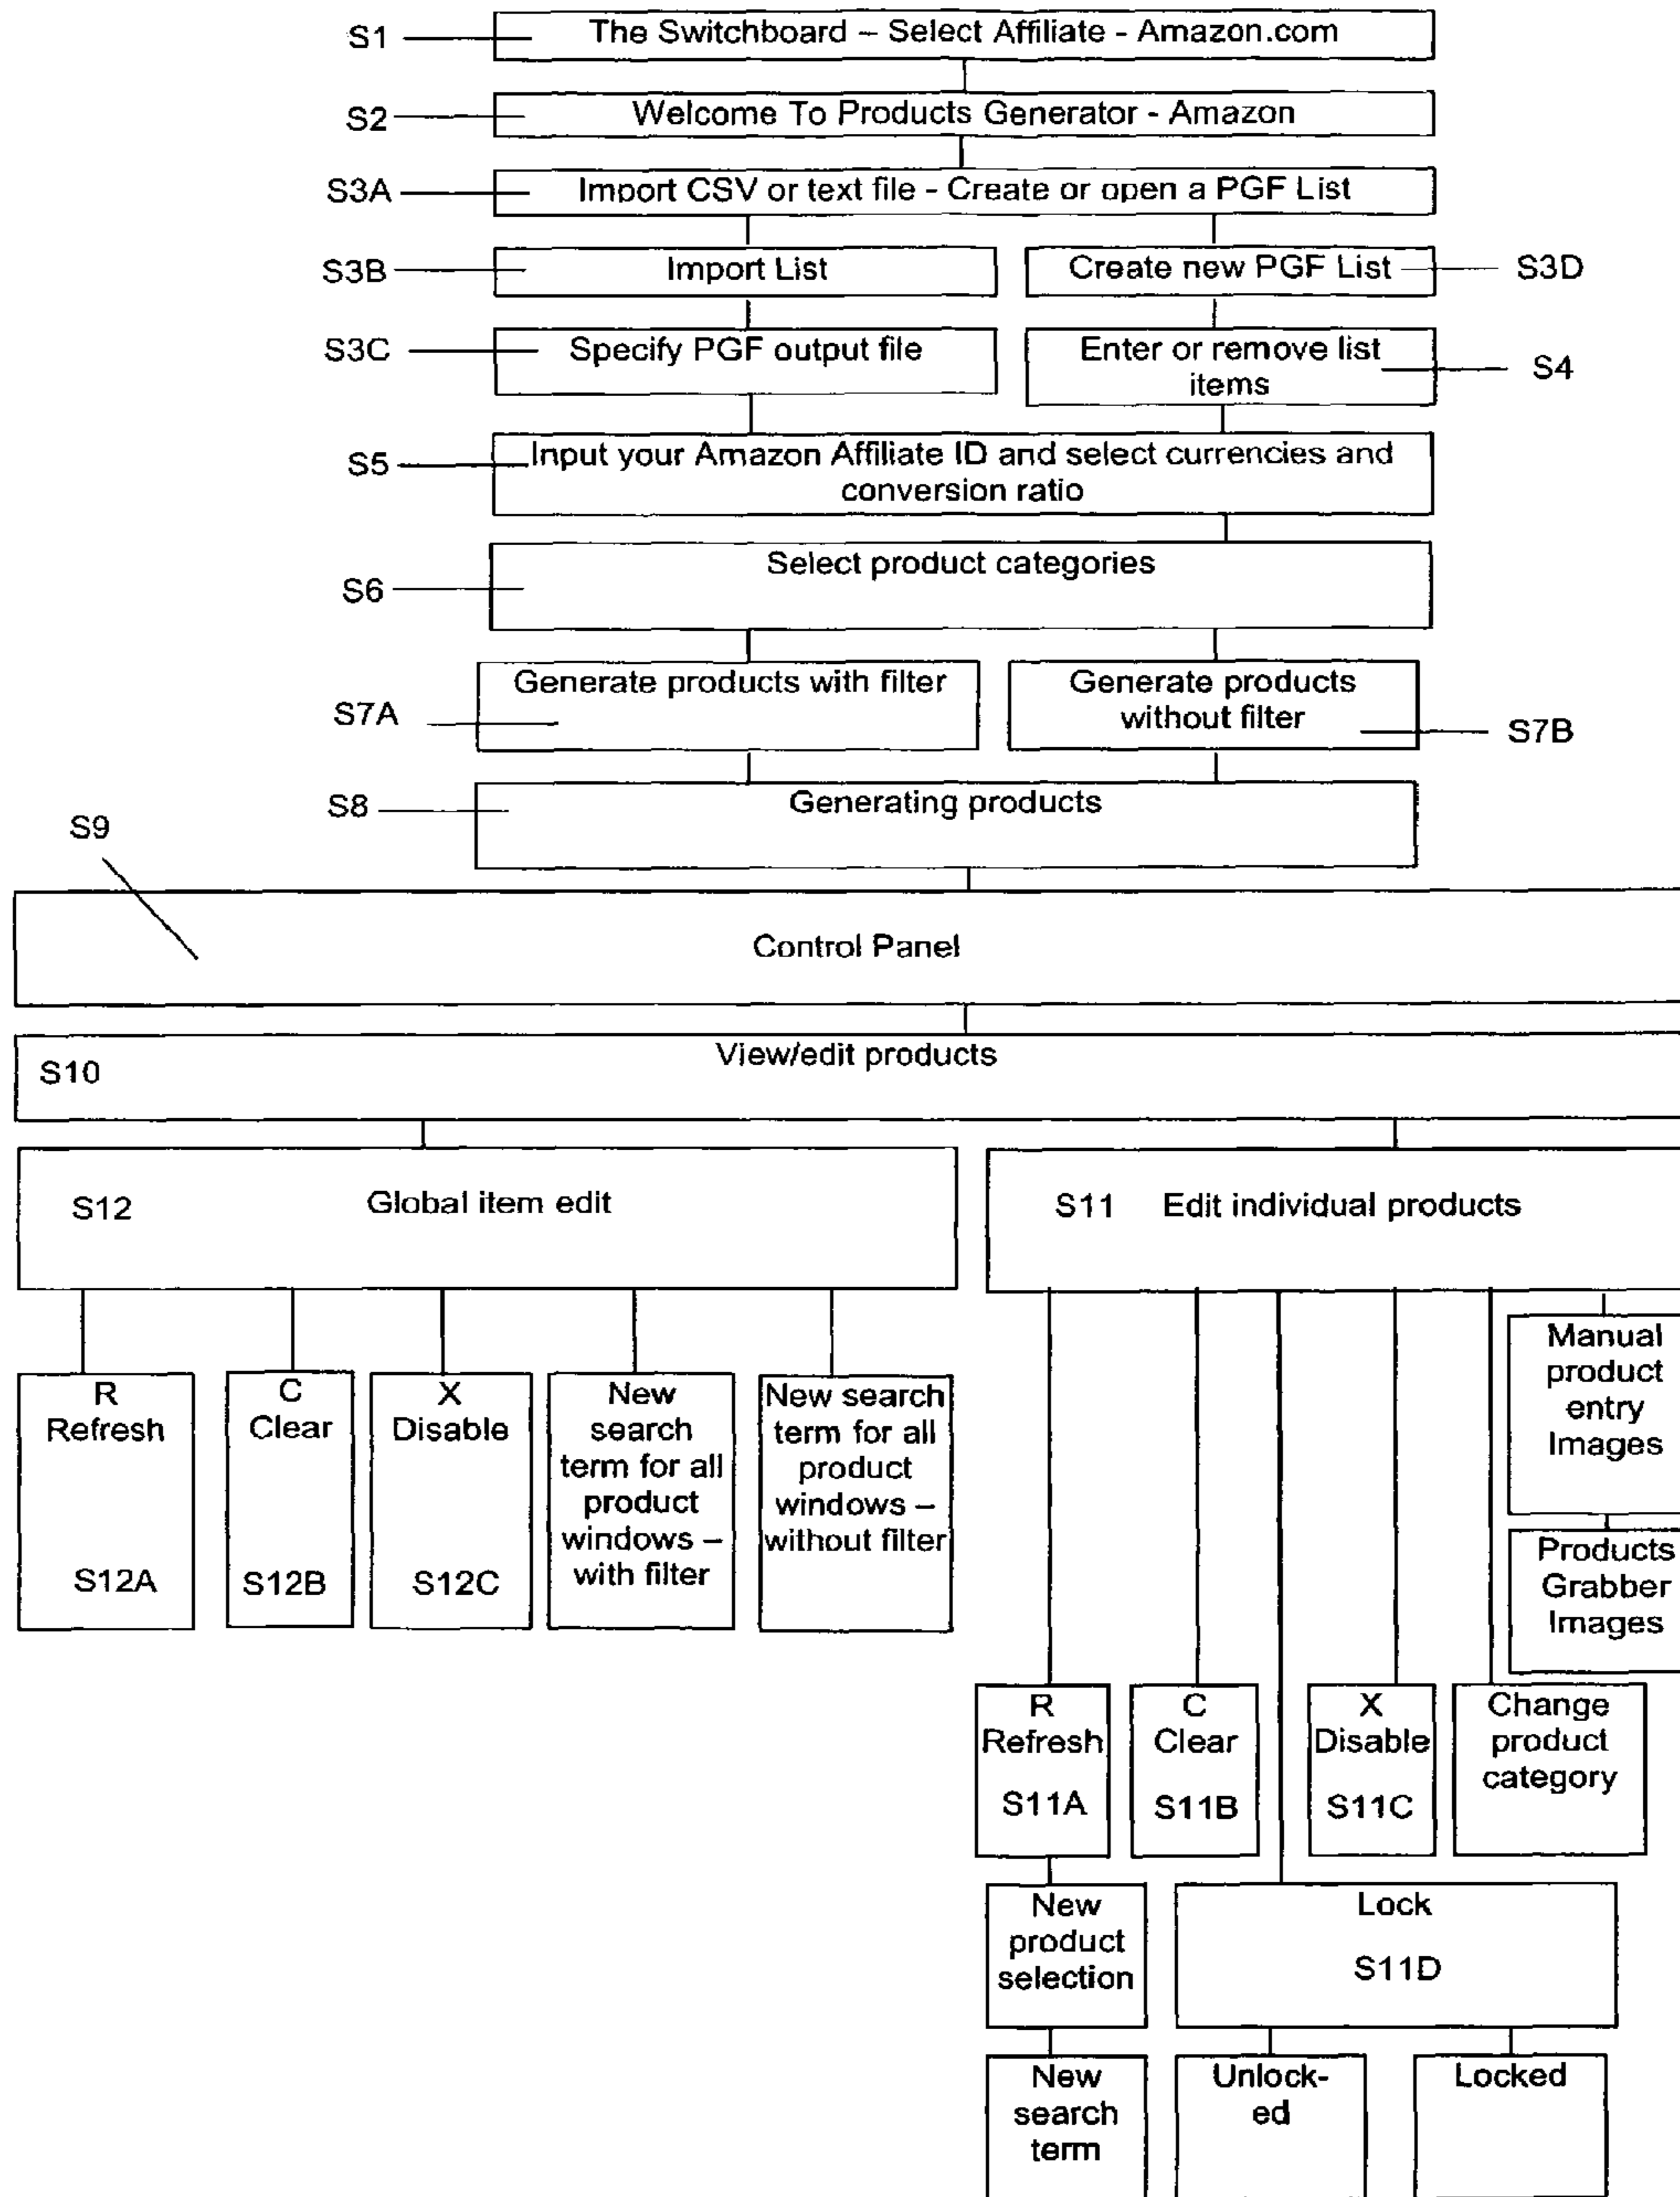 S1
The Switchboard – Select Affiliate - Amazon.com
S2
Welcome To Products Generator - Amazon
S3A
Import CSV or text file - Create or open a PGF List
S3B
Import List
Create new PGF List
S3D
S3C
Specify PGF output file
Enter or remove list
items
S4
S5
Input your Amazon Affiliate ID and select currencies and
conversion ratio
S6
Select product categories
S7A
Generate products with filter
Generate products
without filter
S7B
S8
Generating products
S9
Control Panel
S10
View/edit products
S12
Global item edit
S11
Edit individual products
R
Refresh
S12A
C
Clear
S12B
X
Disable
S12C
New
search
term for all
product
windows –
with filter
New search
term for all
product
windows –
without filter
Manual
product
entry
Images
Products
Grabber
Images
R
Refresh
S11A
C
Clear
S11B
X
Disable
S11C
Change
product
category
New
product
selection
Lock
S11D
New
search
term
Unlock-
ed
Locked